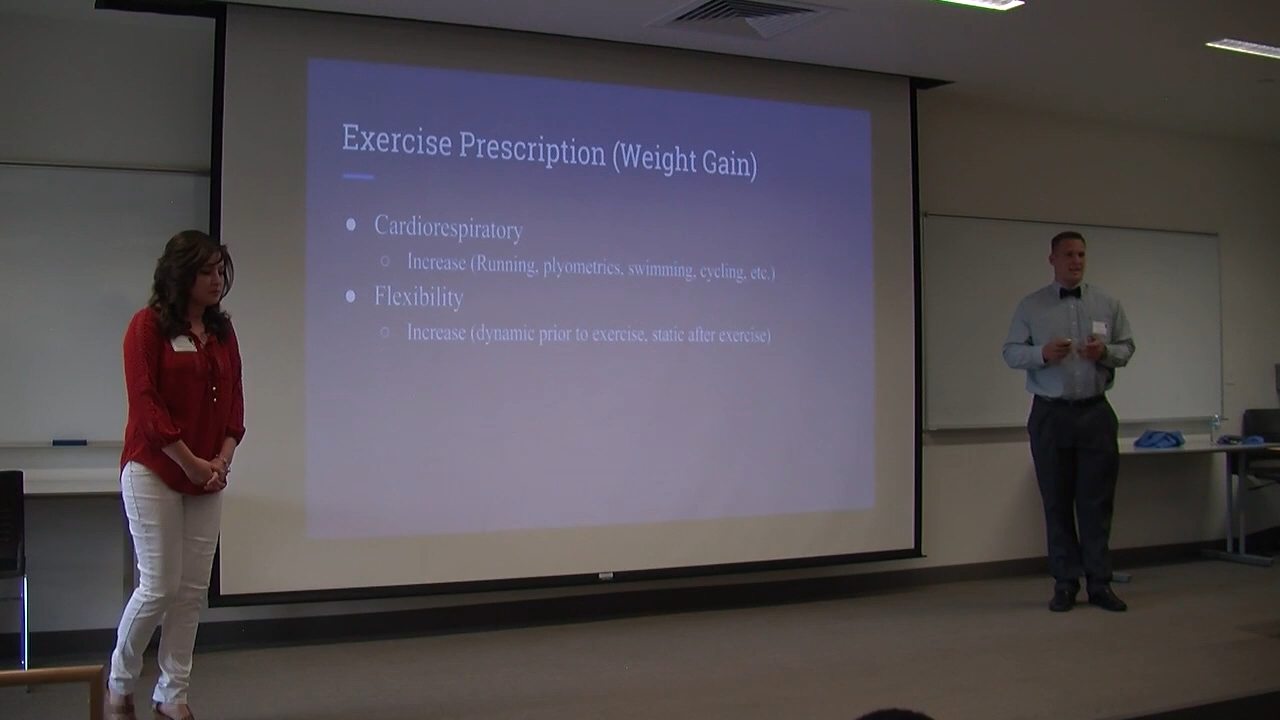 Exercise Prescription (Weight Gain)
● Cardiorespiratory
○ Increase (Running, plyometrics, swimming, cycling, etc.)
● Flexibility
○ Increase (dynamic prior to exercise, static after exercise)